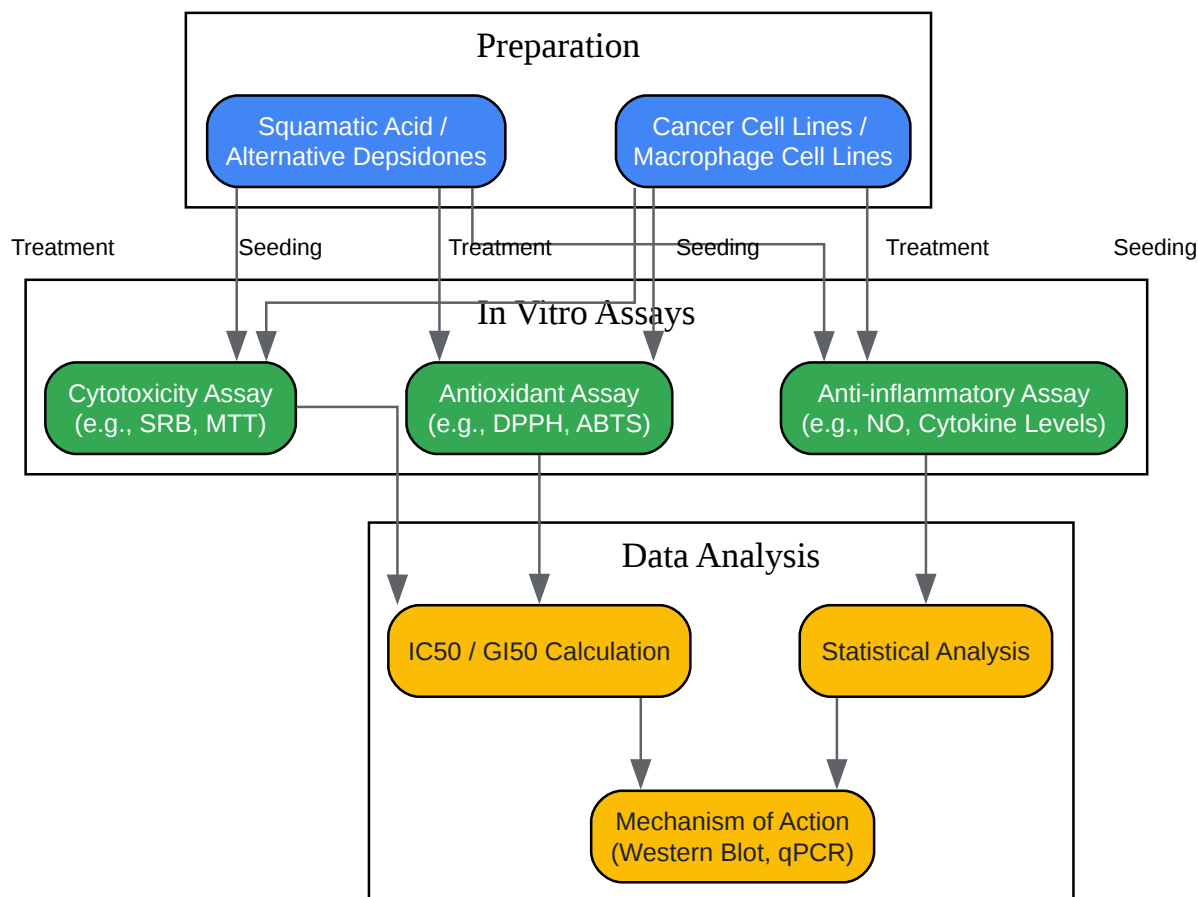 Preparation
Squamatic Acid /
Alternative Depsidones
Cancer Cell Lines /
Macrophage Cell Lines
Treatment
Seeding
Treatment
Seeding
Treatment
Seeding
In Vitro Assays
Cytotoxicity Assay
(e.g., SRB, MTT)
Antioxidant Assay
(e.g., DPPH, ABTS)
Anti-inflammatory Assay
(e.g., NO, Cytokine Levels)
Data Analysis
IC50 / GI50 Calculation
Statistical Analysis
Mechanism of Action
(Western Blot, qPCR)